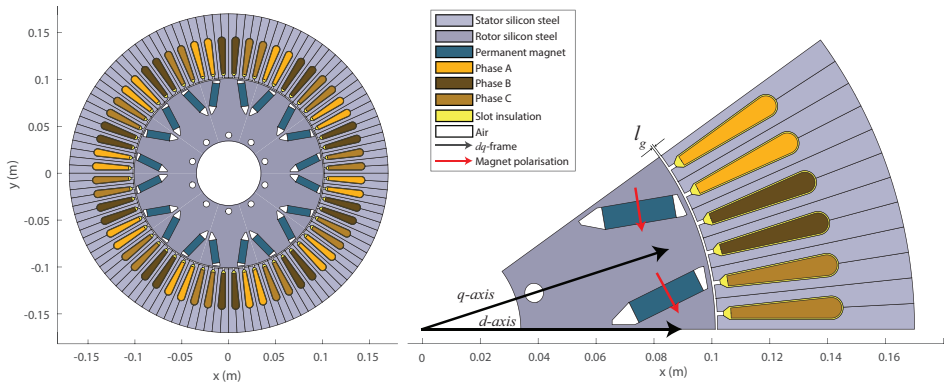 0.15
0.1
0.05
0
-0.05
-0.1
-0.15
y (m)
-0.15
-0.1
-0.05
0
0.05
0.1
0.15
x (m)
Stator silicon steel
Rotor silicon steel
Permanent magnet
Phase A
Phase B
Phase C
Slot insulation
Air
dq-frame
Magnet polarisation
l_g
q-axis
d-axis
0
0.02
0.04
0.06
0.08
0.1
0.12
0.14
0.16
x (m)